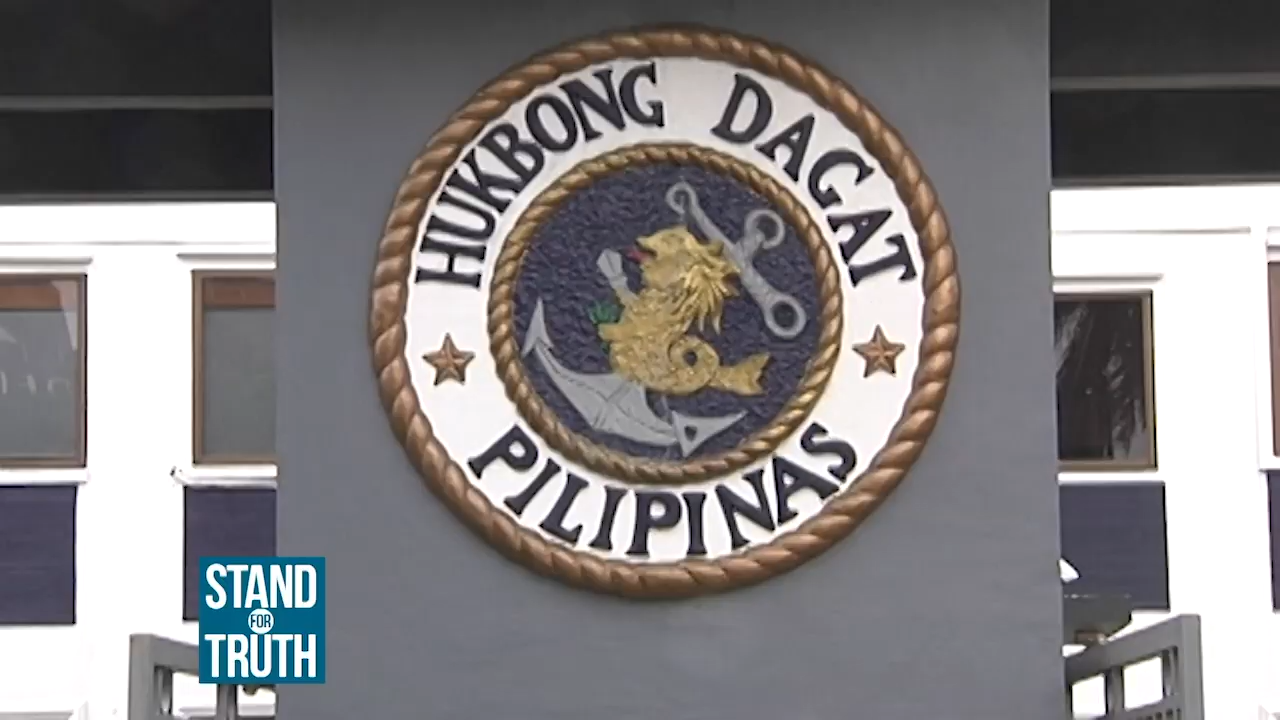 HUKBONG DAGAT
PILIPINAS
STAND
FOR
TRUTH